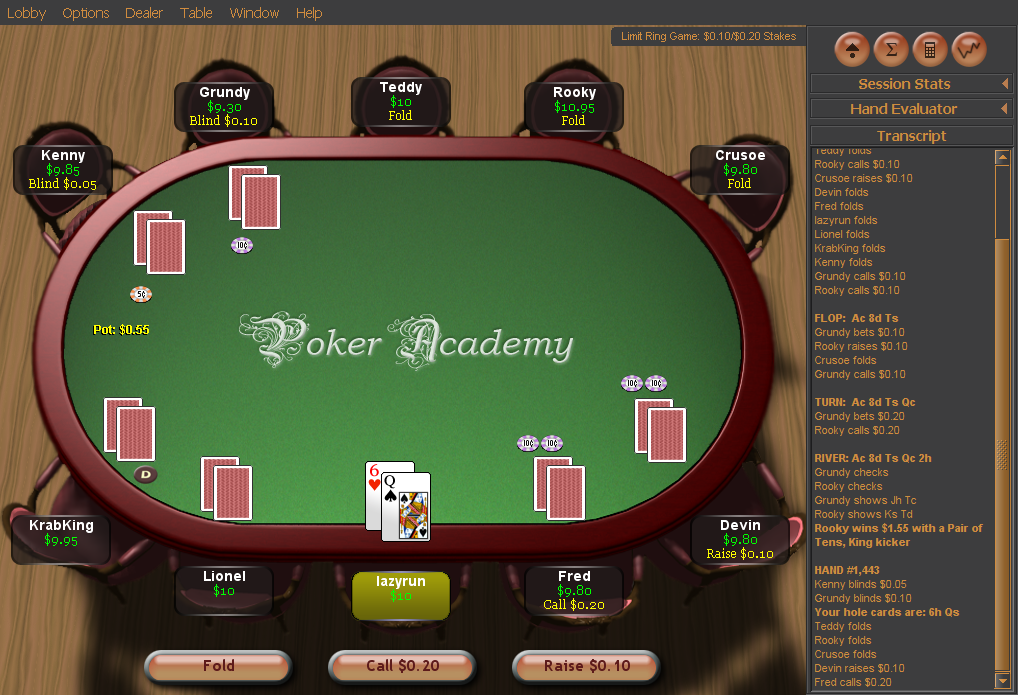 Lobby Options Dealer Table Window Help
Limit Ring Game: $0.10/$0.20 Stakes
Σ
Session Stats
Hand Evaluator
Transcript
Teddy
$10
Fold
Grundy
$9.30
Blind $0.10
Rooky
$10.95
Fold
Kenny
$9.85
Blind $0.05
Crusoe
$9.80
Fold
10¢
5¢
Pot: $0.55
Poker Academy
10¢ 10¢
10¢ 10¢
D
6
Q
KrabKing
$9.95
Devin
$9.80
Raise $0.10
Lionel
$10
lazyrun
$10
Fred
$9.80
Call $0.20
Fold
Call $0.20
Raise $0.10
Teddy folds
Rooky calls $0.10
Crusoe raises $0.10
Devin folds
Fred folds
lazyrun folds
Lionel folds
KrabKing folds
Kenny folds
Grundy calls $0.10
Rooky calls $0.10
FLOP: Ac 8d Ts
Grundy bets $0.10
Rooky raises $0.10
Crusoe folds
Grundy calls $0.10
TURN: Ac 8d Ts Qc
Grundy bets $0.20
Rooky calls $0.20
RIVER: Ac 8d Ts Qc 2h
Grundy checks
Rooky checks
Grundy shows Jh Tc
Rooky shows Ks Td
Rooky wins $1.55 with a Pair of
Tens, King kicker
HAND #1,443
Kenny blinds $0.05
Grundy blinds $0.10
Your hole cards are: 6h Qs
Teddy folds
Rooky folds
Crusoe folds
Devin raises $0.10
Fred calls $0.20